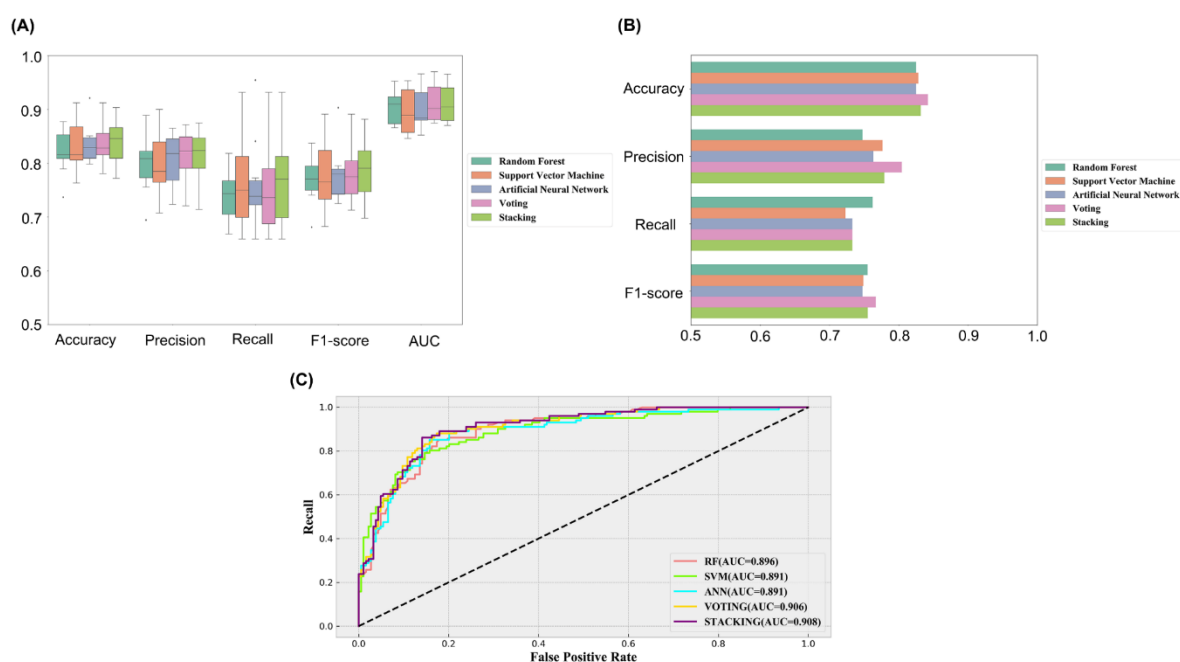 (A)
1.0
0.9
0.8
0.7
0.6
0.5
Accuracy Precision Recall F1-score AUC
Random Forest
Support Vector Machine
Artificial Neural Network
Voting
Stacking
(B)
Accuracy
Precision
Recall
F1-score
0.5 0.6 0.7 0.8 0.9 1.0
Random Forest
Support Vector Machine
Artificial Neural Network
Voting
Stacking
(C)
1.0
0.8
0.6
0.4
0.2
0.0
Recall
0.0 0.2 0.4 0.6 0.8 1.0
False Positive Rate
RF(AUC=0.896)
SVM(AUC=0.891)
ANN(AUC=0.891)
VOTING(AUC=0.906)
STACKING(AUC=0.908)